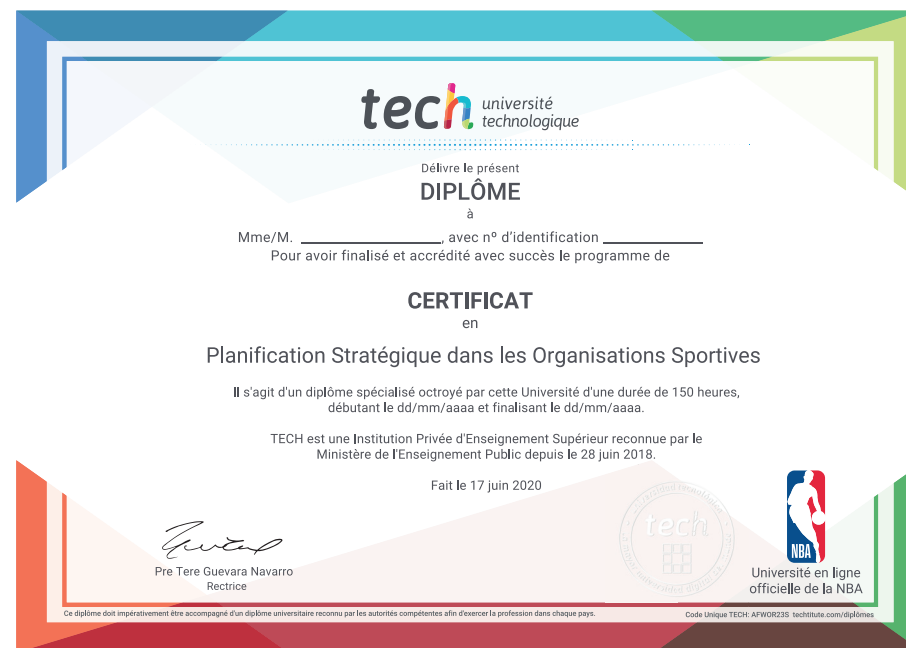 tech université
technologique
Délivre le présent
DIPLÔME
à
Mme/M. ____________________, avec nº d'identification ______________
Pour avoir finalisé et accrédité avec succès le programme de
CERTIFICAT
en
Planification Stratégique dans les Organisations Sportives
Il s'agit d'un diplôme spécialisé octroyé par cette Université d'une durée de 150 heures,
débutant le dd/mm/aaaa et finalisant le dd/mm/aaaa.
TECH est une Institution Privée d'Enseignement Supérieur reconnue par le
Ministère de l'Enseignement Public depuis le 28 juin 2018.
Fait le 17 juin 2020
tech
NBA
Pre Tere Guevara Navarro
Rectrice
Université en ligne
officielle de la NBA
Ce diplôme doit impérativement être accompagné d'un diplôme universitaire reconnu par les autorités compétentes afin d'exercer la profession dans chaque pays.
Code Unique TECH: AFWOR23S techtitute.com/diplômes